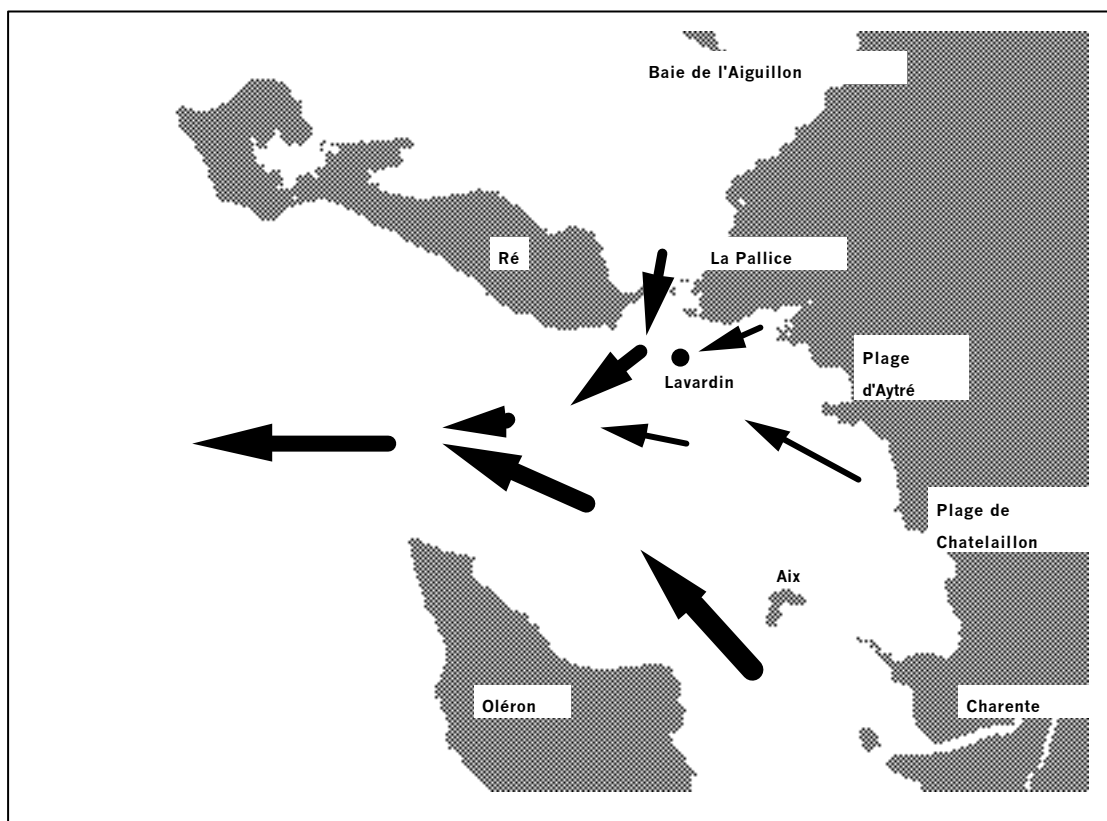 Baie de l'Aiguillon
Ré
La Pallice
Plage
d'Aytré
Lavardin
Plage de
Chatelaillon
Aix
Oléron
Charente